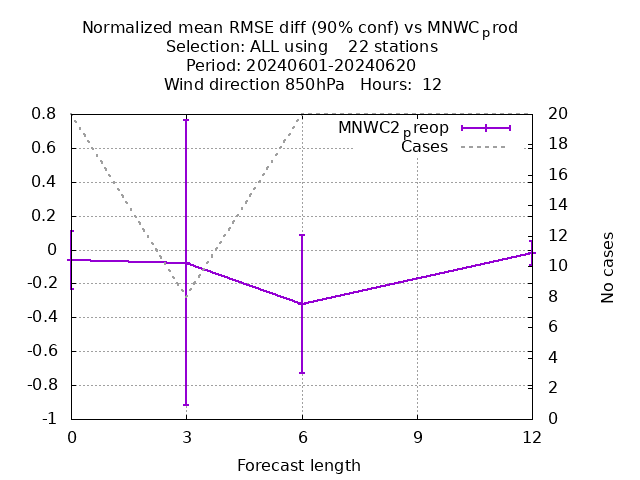 Normalized mean RMSE diff (90% conf) vs MNWCprod
Selection: ALL using 22 stations
Period: 20240601-20240620
Wind direction 850hPa Hours: 12
0.8
0.6
0.4
0.2
0
-0.2
-0.4
-0.6
-0.8
-1
MNWC2preop
Cases
20
18
16
14
12
10
8
6
4
2
0
No cases
0 3 6 9 12
Forecast length